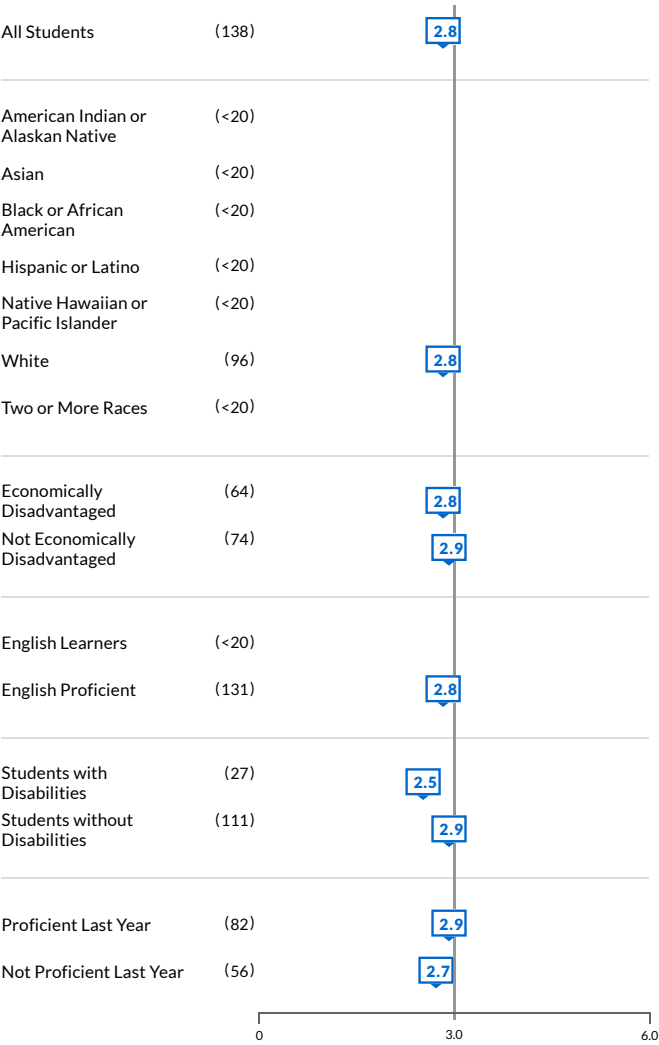 All Students (138) 2.8
American Indian or (<20)
Alaskan Native
Asian (<20)
Black or African (<20)
American
Hispanic or Latino (<20)
Native Hawaiian or (<20)
Pacific Islander
White (96) 2.8
Two or More Races (<20)
Economically (64) 2.8
Disadvantaged
Not Economically (74) 2.9
Disadvantaged
English Learners (<20)
English Proficient (131) 2.8
Students with (27) 2.5
Disabilities
Students without (111) 2.9
Disabilities
Proficient Last Year (82) 2.9
Not Proficient Last Year (56) 2.7
0 3.0 6.0